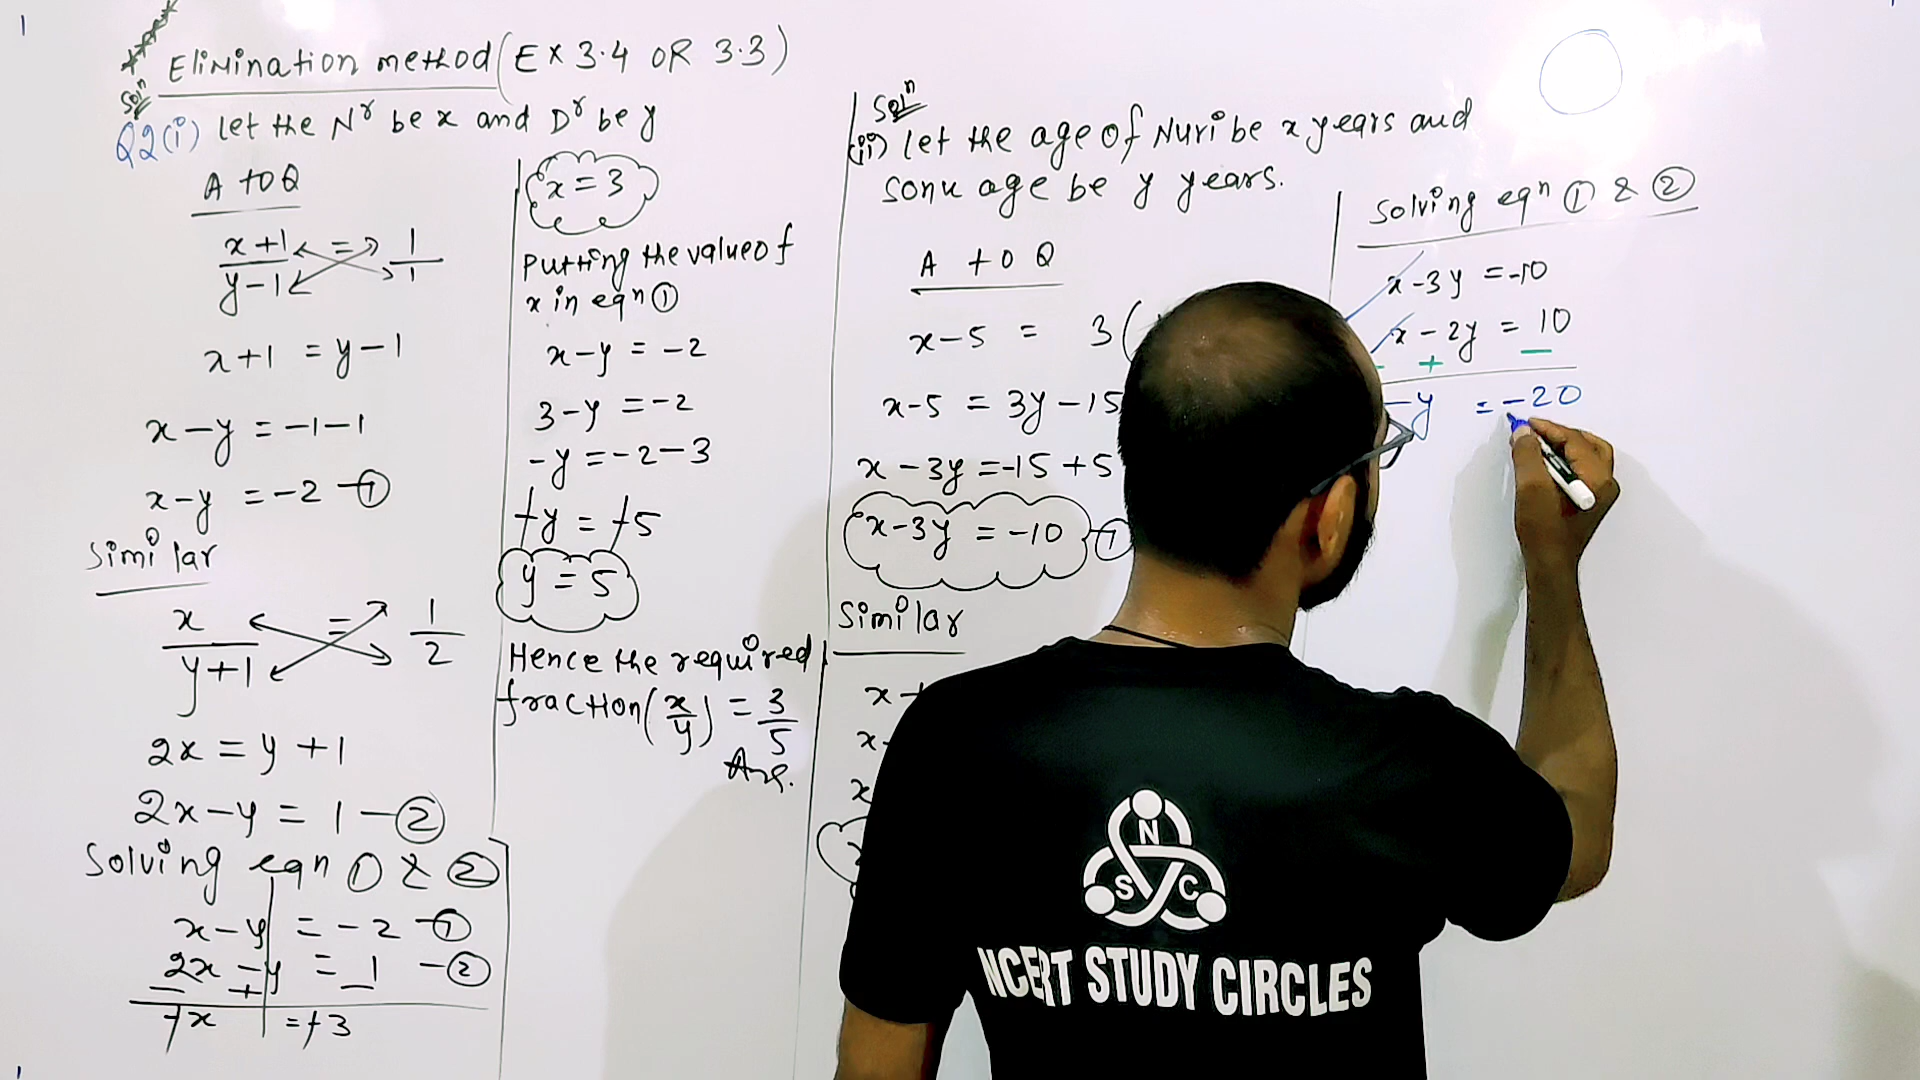 Elimination method (Ex 3.4 OR 3.3)
Solⁿ
Q2(i) Let the Nʳ be x and Dʳ be y
A to Q
x+1 / y-1 = 1 / 1
x+1 = y-1
x-y = -1-1
x-y = -2 -①
Similar
x / y+1 = 1 / 2
2x = y+1
2x-y = 1 -②
Solving eqⁿ ① & ②
x-y = -2 -①
2x-y = 1 -②
- + -
-x = -3
x = 3
Putting the value of
x in eqⁿ ①
x-y = -2
3-y = -2
-y = -2-3
-y = -5
y = 5
Hence the required
fraction (x/y) = 3/5
Ans.
Solⁿ
(ii) Let the age of Nuri be x years and
sonu age be y years.
A to Q
x-5 = 3(
x-5 = 3y-15
x-3y = -15+5
x-3y = -10 -①
Similar
x
x-
x
Solving eqⁿ ① & ②
x-3y = -10
x-2y = 10
- + -
-y = -20
N
S C
NCERT STUDY CIRCLES